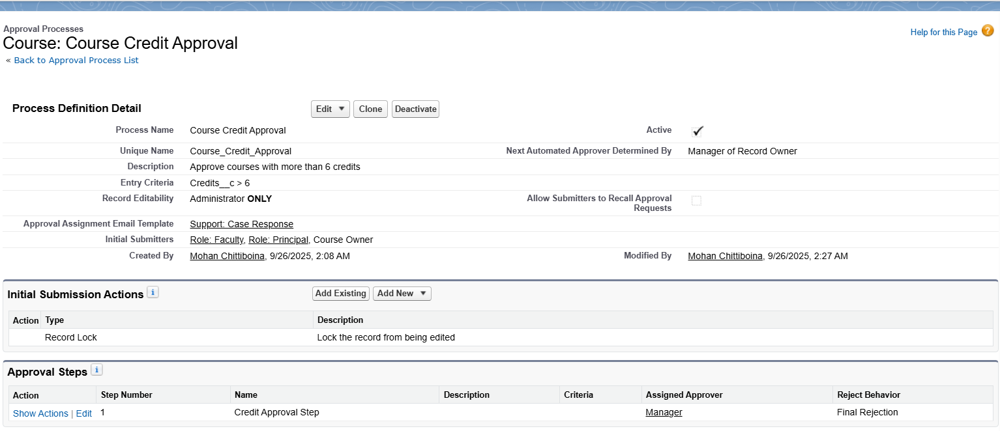 Approval Processes
Course: Course Credit Approval
« Back to Approval Process List
Help for this Page ?
Process Definition Detail
Edit ▼ Clone Deactivate
Process Name Course Credit Approval Active ✓
Unique Name Course_Credit_Approval Next Automated Approver Determined By Manager of Record Owner
Description Approve courses with more than 6 credits
Entry Criteria Credits__c > 6
Record Editability Administrator ONLY Allow Submitters to Recall Approval
Requests
Approval Assignment Email Template Support: Case Response
Initial Submitters Role: Faculty, Role: Principal, Course Owner
Created By Mohan Chittiboina, 9/26/2025, 2:08 AM Modified By Mohan Chittiboina, 9/26/2025, 2:27 AM
Initial Submission Actions i Add Existing Add New ▼
Action Type Description
Record Lock Lock the record from being edited
Approval Steps i
Action Step Number Name Description Criteria Assigned Approver Reject Behavior
Show Actions | Edit 1 Credit Approval Step Manager Final Rejection